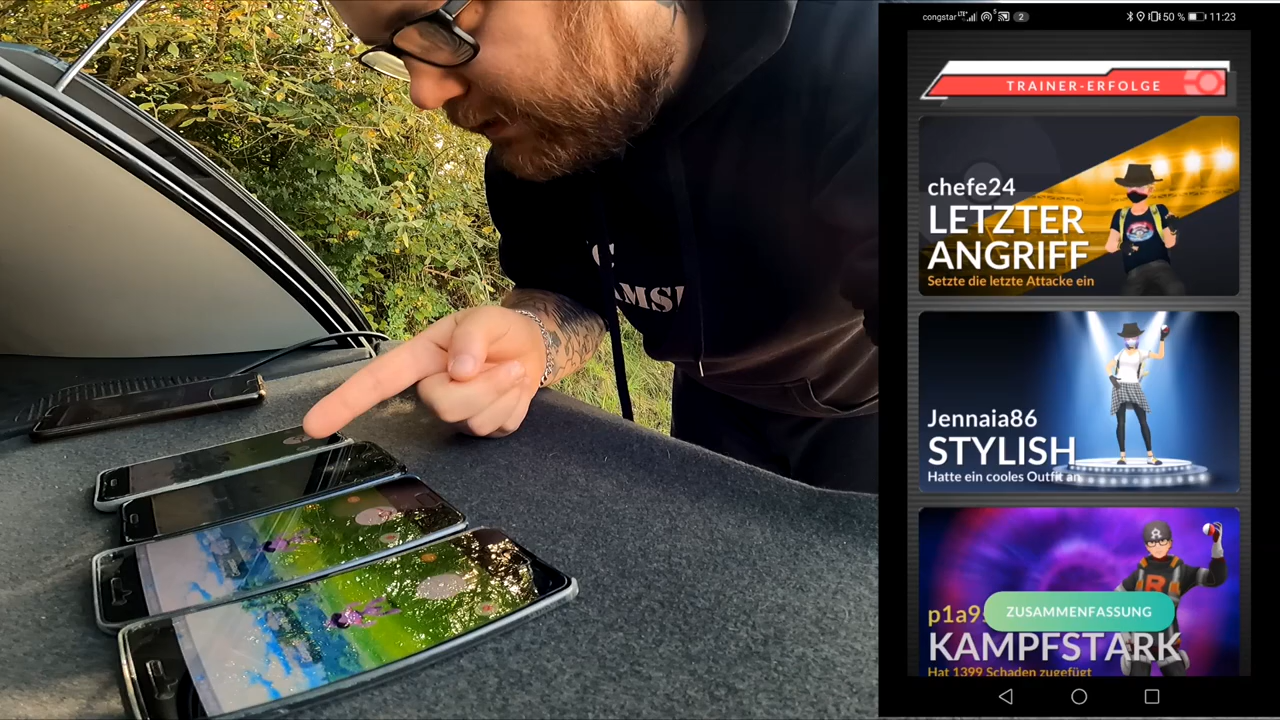 congstar
2
50 %
11:23
TRAINER-ERFOLGE
chefe24
LETZTER
ANGRIFF
Setzte die letzte Attacke ein
Jennaia86
STYLISH
Hatte ein cooles Outfit an
ZUSAMMENFASSUNG
KAMPFSTARK
Hat 1399 Schaden zugefügt